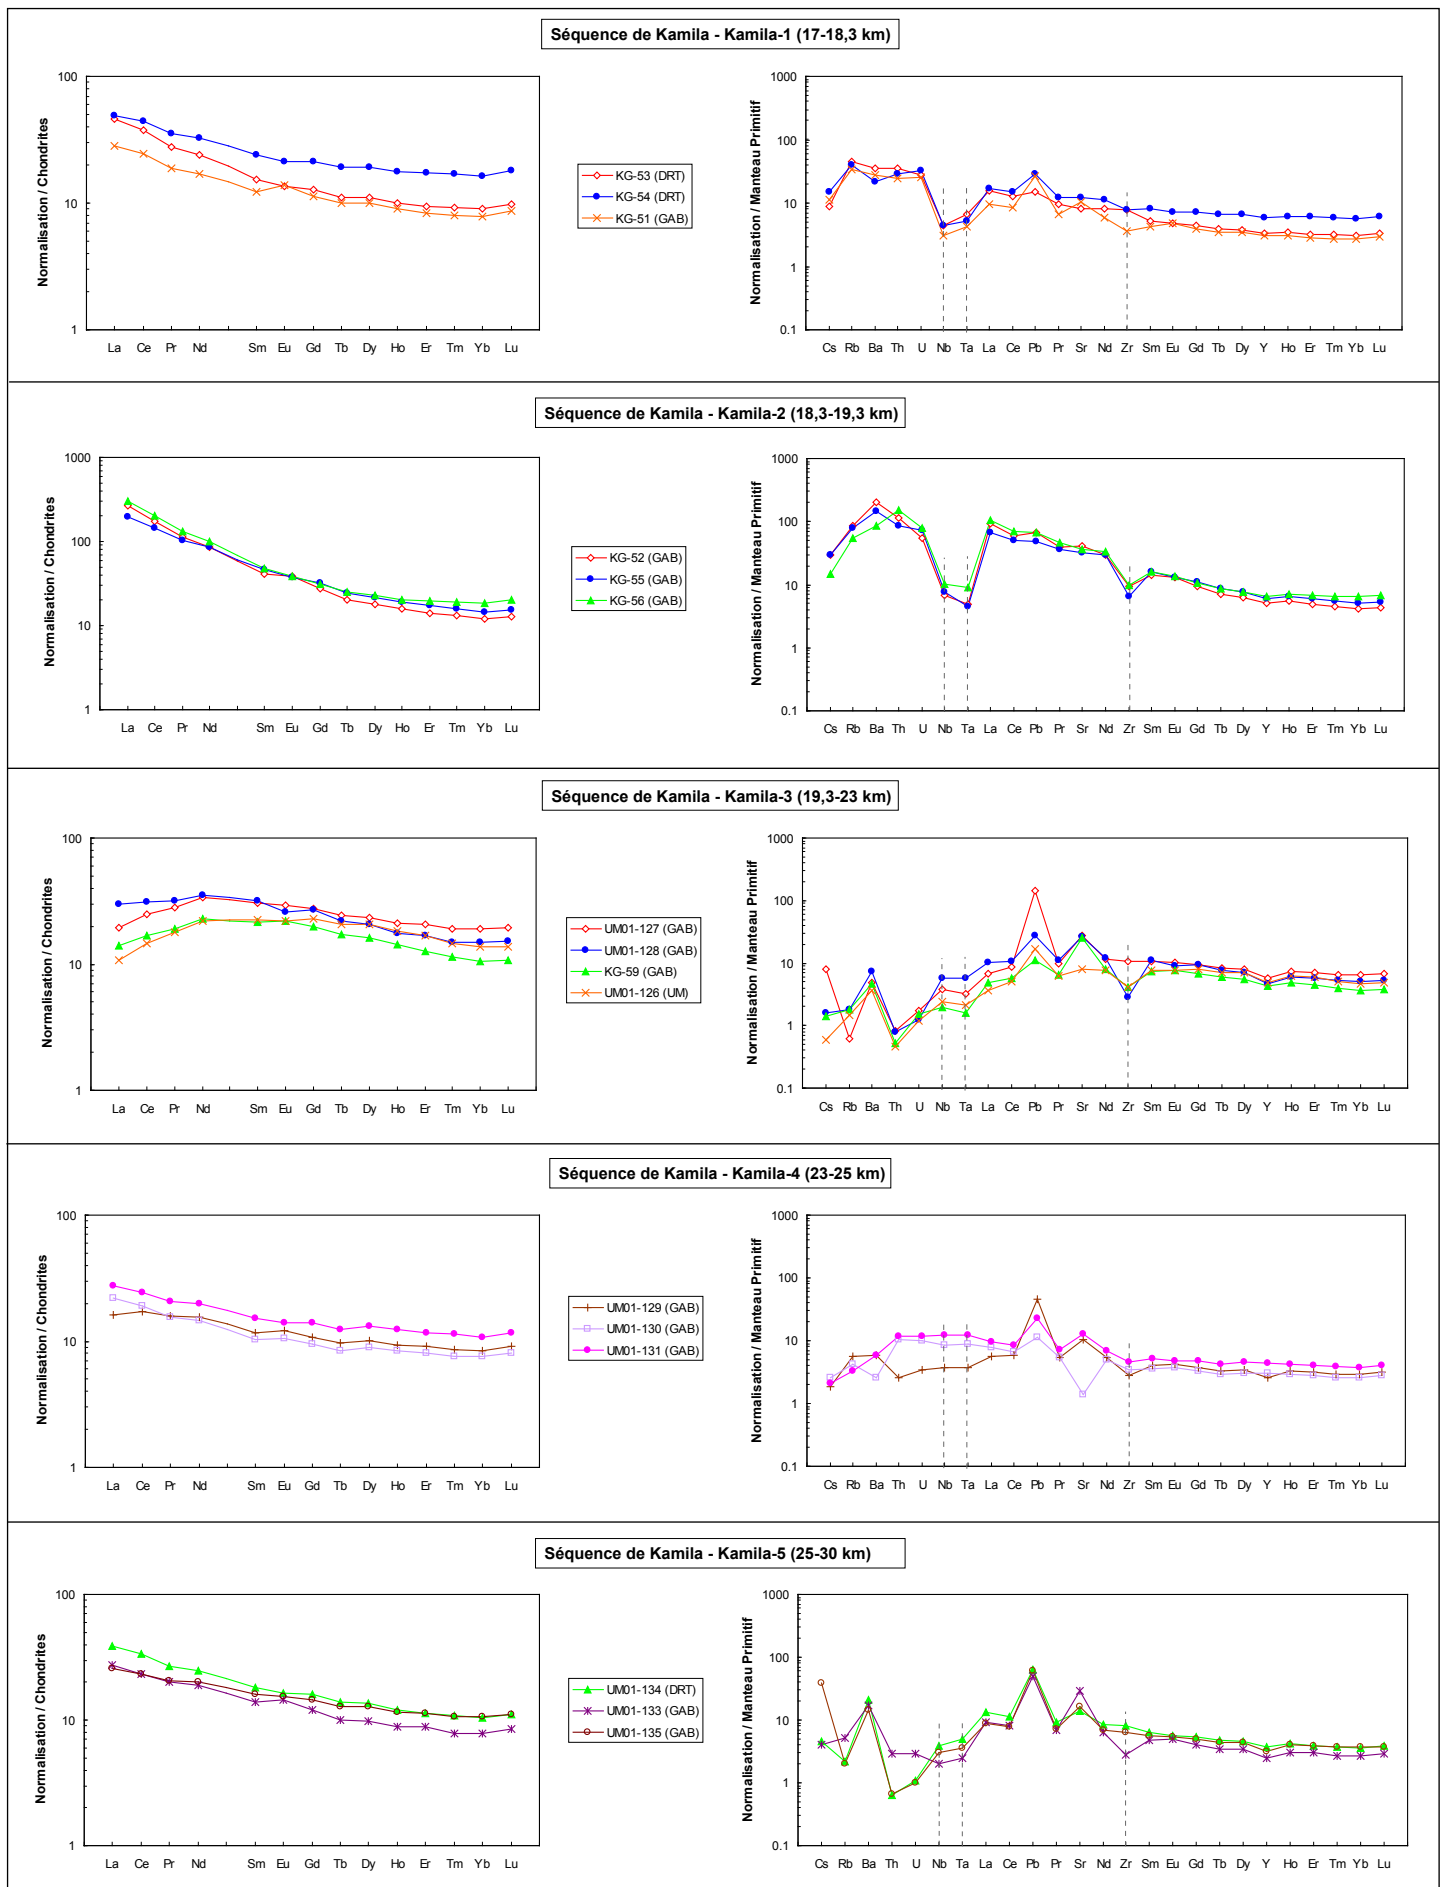 Séquence de Kamila - Kamila-1 (17-18,3 km)
Normalisation / Chondrites
100
10
1
La Ce Pr Nd Sm Eu Gd Tb Dy Ho Er Tm Yb Lu
KG-53 (DRT)
KG-54 (DRT)
KG-51 (GAB)
Normalisation / Manteau Primitif
1000
100
10
1
0.1
Cs Rb Ba Th U Nb Ta La Ce Pb Pr Sr Nd Zr Sm Eu Gd Tb Dy Y Ho Er Tm Yb Lu
Séquence de Kamila - Kamila-2 (18,3-19,3 km)
Normalisation / Chondrites
1000
100
10
1
La Ce Pr Nd Sm Eu Gd Tb Dy Ho Er Tm Yb Lu
KG-52 (GAB)
KG-55 (GAB)
KG-56 (GAB)
Normalisation / Manteau Primitif
1000
100
10
1
0.1
Cs Rb Ba Th U Nb Ta La Ce Pb Pr Sr Nd Zr Sm Eu Gd Tb Dy Y Ho Er Tm Yb Lu
Séquence de Kamila - Kamila-3 (19,3-23 km)
Normalisation / Chondrites
100
10
1
La Ce Pr Nd Sm Eu Gd Tb Dy Ho Er Tm Yb Lu
UM01-127 (GAB)
UM01-128 (GAB)
KG-59 (GAB)
UM01-126 (UM)
Normalisation / Manteau Primitif
1000
100
10
1
0.1
Cs Rb Ba Th U Nb Ta La Ce Pb Pr Sr Nd Zr Sm Eu Gd Tb Dy Y Ho Er Tm Yb Lu
Séquence de Kamila - Kamila-4 (23-25 km)
Normalisation / Chondrites
100
10
1
La Ce Pr Nd Sm Eu Gd Tb Dy Ho Er Tm Yb Lu
UM01-129 (GAB)
UM01-130 (GAB)
UM01-131 (GAB)
Normalisation / Manteau Primitif
1000
100
10
1
0.1
Cs Rb Ba Th U Nb Ta La Ce Pb Pr Sr Nd Zr Sm Eu Gd Tb Dy Y Ho Er Tm Yb Lu
Séquence de Kamila - Kamila-5 (25-30 km)
Normalisation / Chondrites
100
10
1
La Ce Pr Nd Sm Eu Gd Tb Dy Ho Er Tm Yb Lu
UM01-134 (DRT)
UM01-133 (GAB)
UM01-135 (GAB)
Normalisation / Manteau Primitif
1000
100
10
1
0.1
Cs Rb Ba Th U Nb Ta La Ce Pb Pr Sr Nd Zr Sm Eu Gd Tb Dy Y Ho Er Tm Yb Lu